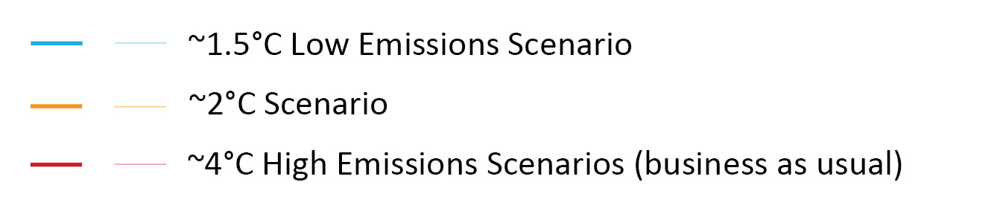 ~1.5°C Low Emissions Scenario
~2°C Scenario
~4°C High Emissions Scenarios (business as usual)